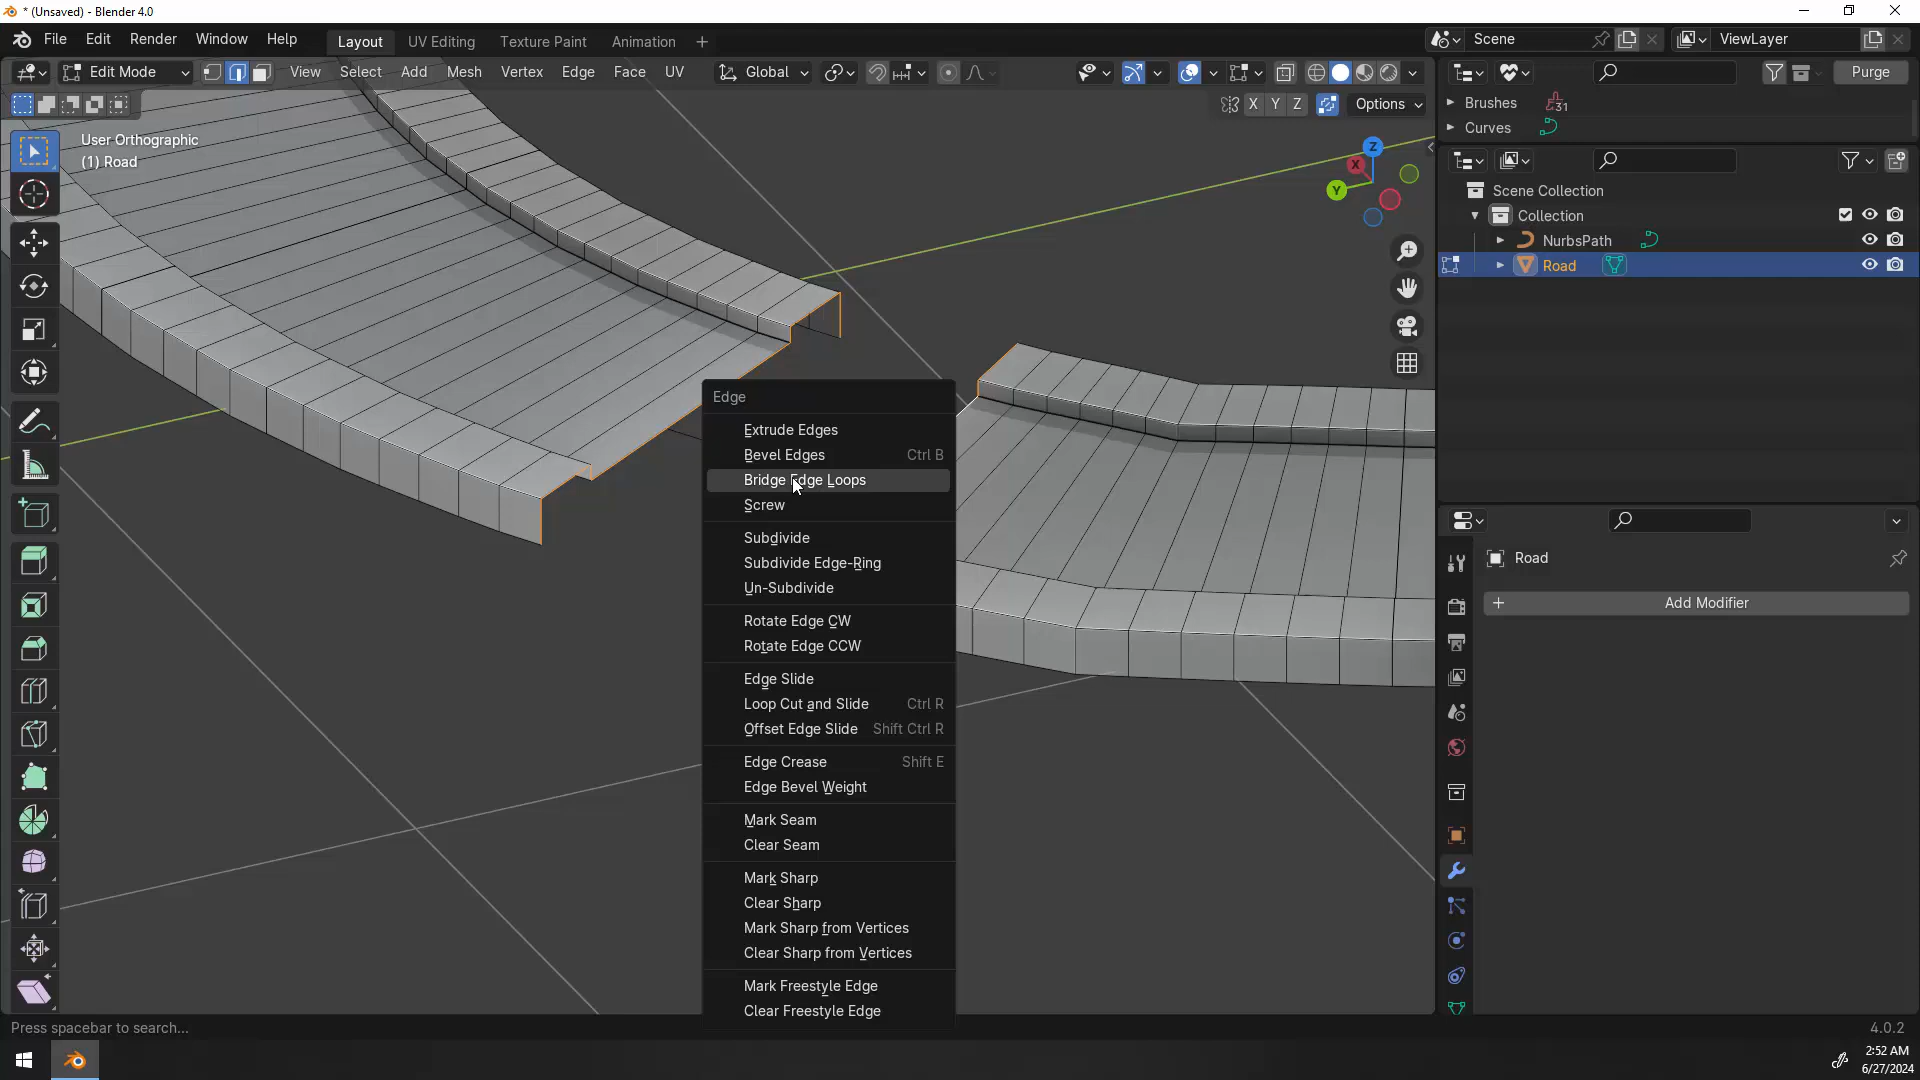 * (Unsaved) - Blender 4.0
File Edit Render Window Help Layout UV Editing Texture Paint Animation + Scene ViewLayer
Edit Mode View Select Add Mesh Vertex Edge Face UV Global Purge
X Y Z Options
Brushes 31
Curves
User Orthographic
(1) Road
Z
X
Y
Scene Collection
Collection
NurbsPath
Road
Edge
Extrude Edges
Bevel Edges Ctrl B
Bridge Edge Loops
Screw
Subdivide
Subdivide Edge-Ring
Un-Subdivide
Rotate Edge CW
Rotate Edge CCW
Edge Slide
Loop Cut and Slide Ctrl R
Offset Edge Slide Shift Ctrl R
Edge Crease Shift E
Edge Bevel Weight
Mark Seam
Clear Seam
Mark Sharp
Clear Sharp
Mark Sharp from Vertices
Clear Sharp from Vertices
Mark Freestyle Edge
Clear Freestyle Edge
Road
+ Add Modifier
Press spacebar to search...
4.0.2
2:52 AM
6/27/2024